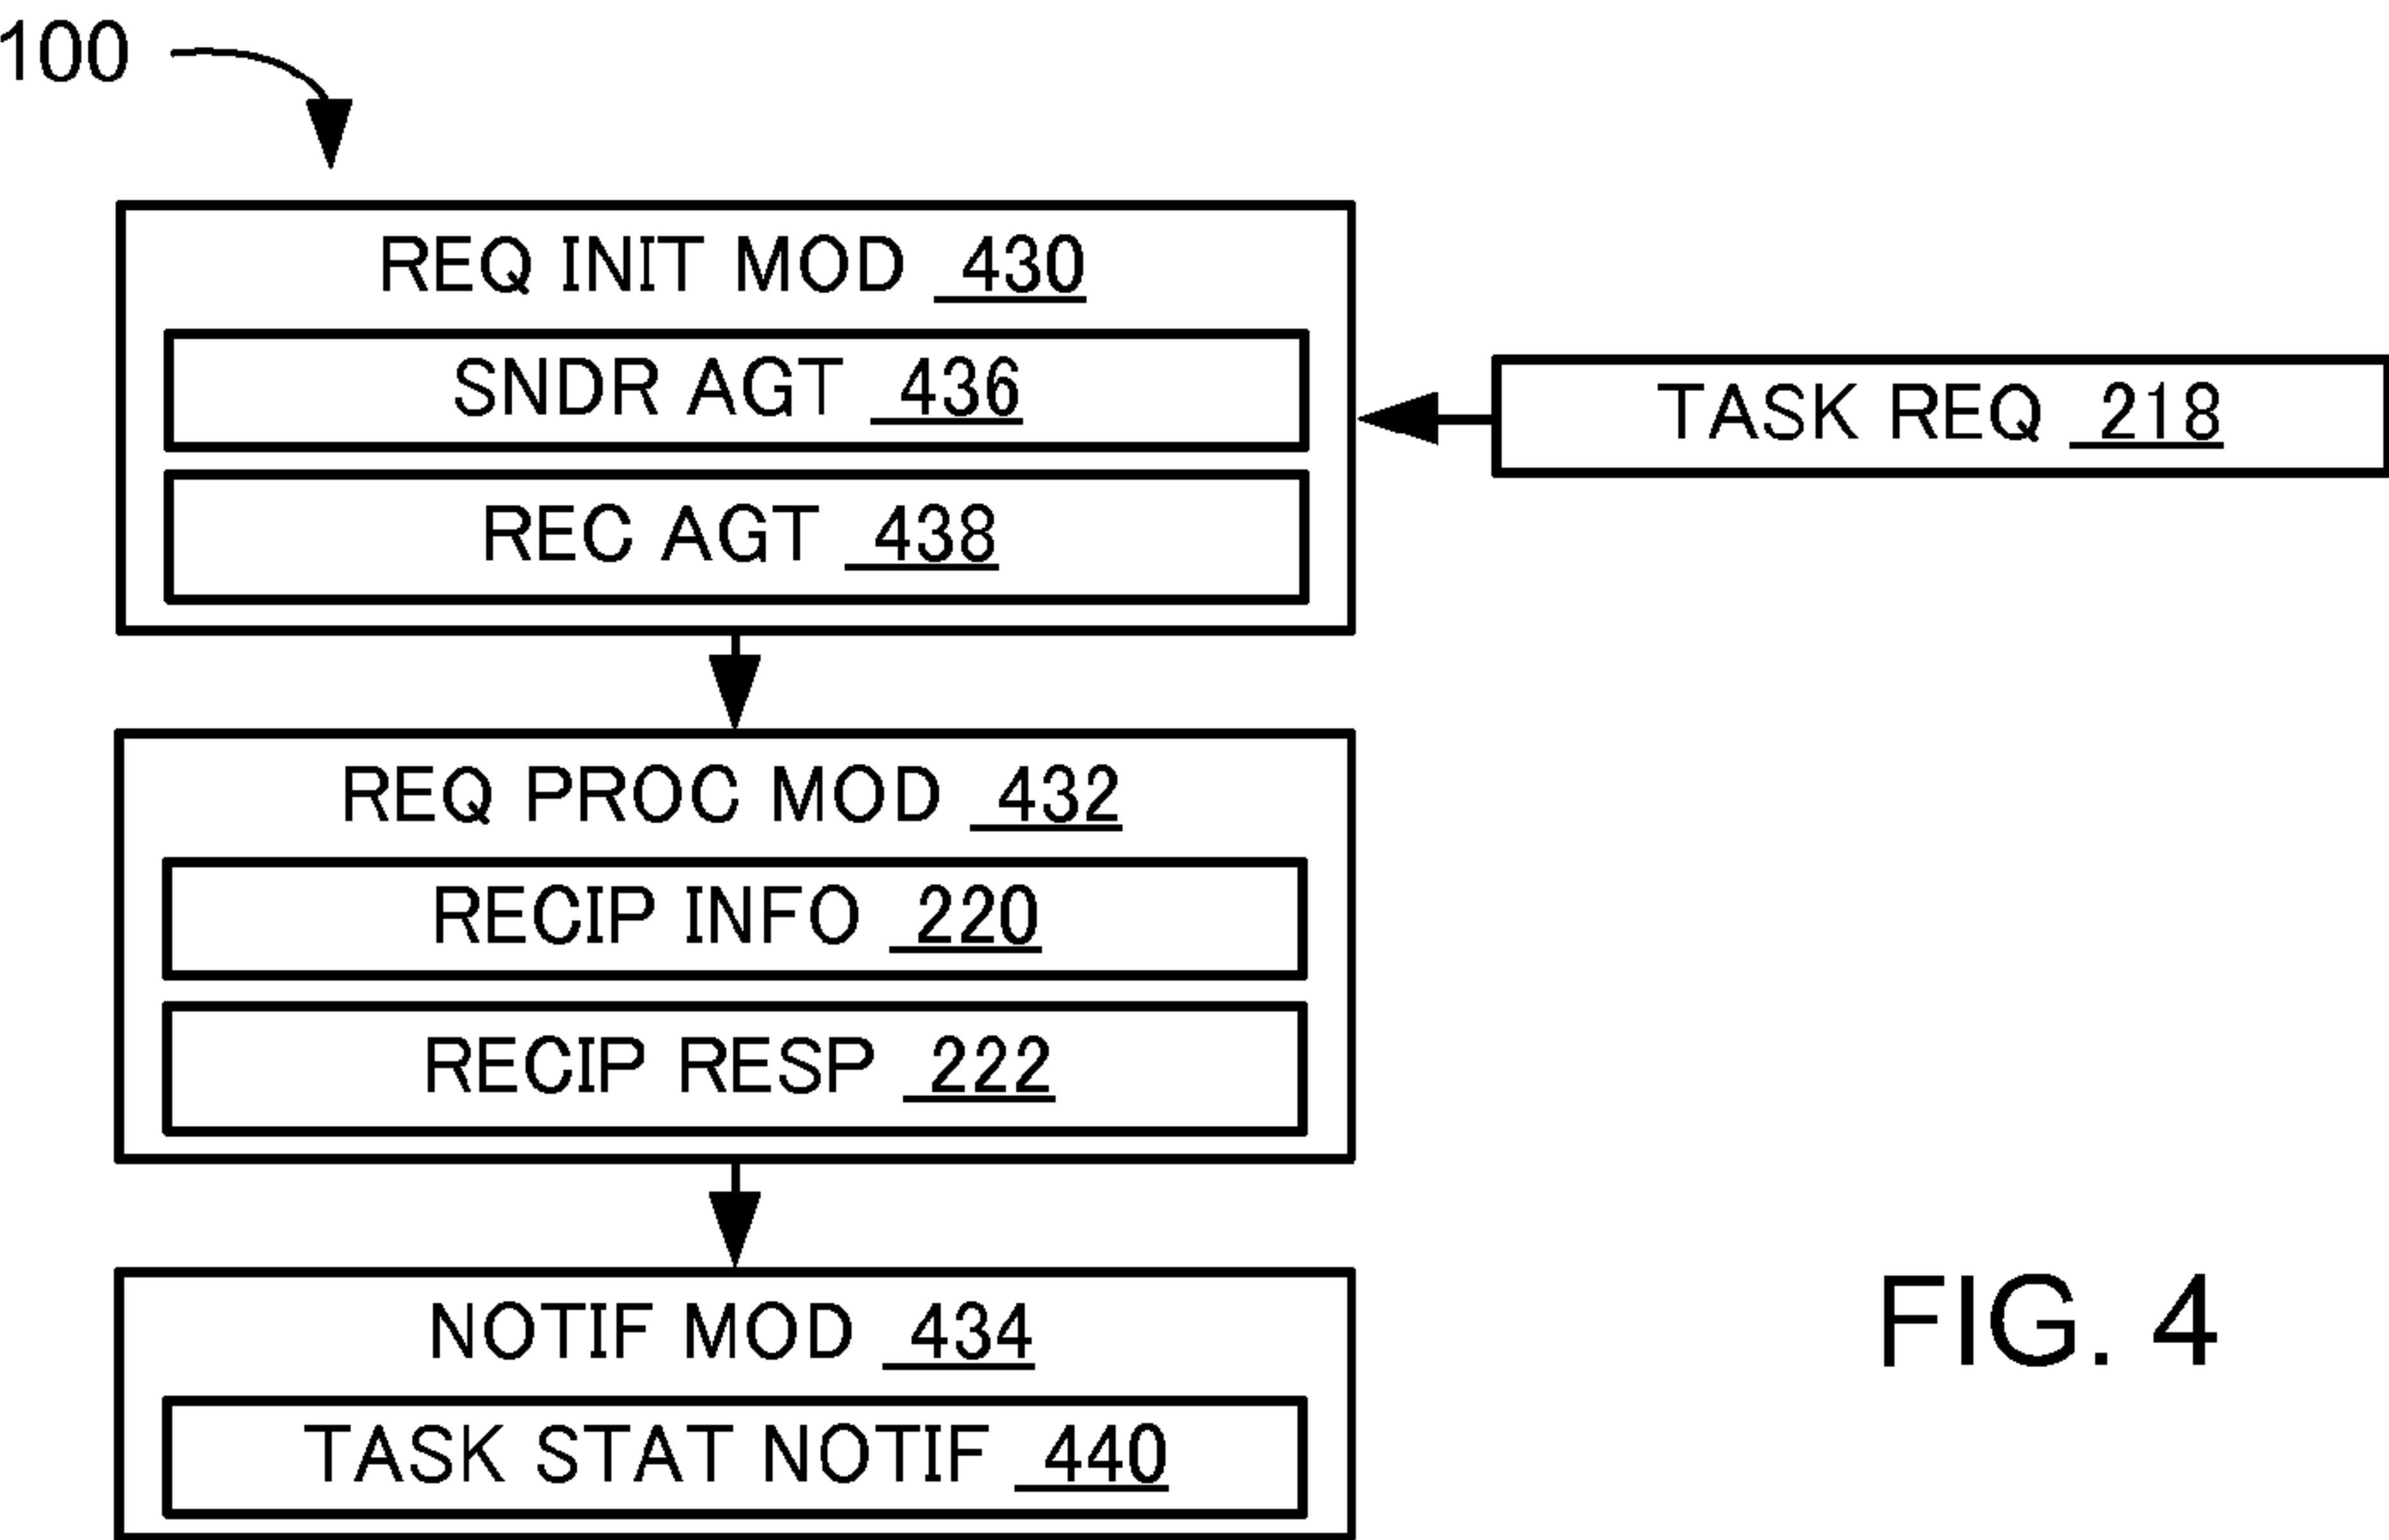 100
REQ INIT MOD 430
SNDR AGT 436
TASK REQ 218
REC AGT 438
REQ PROC MOD 432
RECIP INFO 220
RECIP RESP 222
NOTIF MOD 434
TASK STAT NOTIF 440
FIG. 4